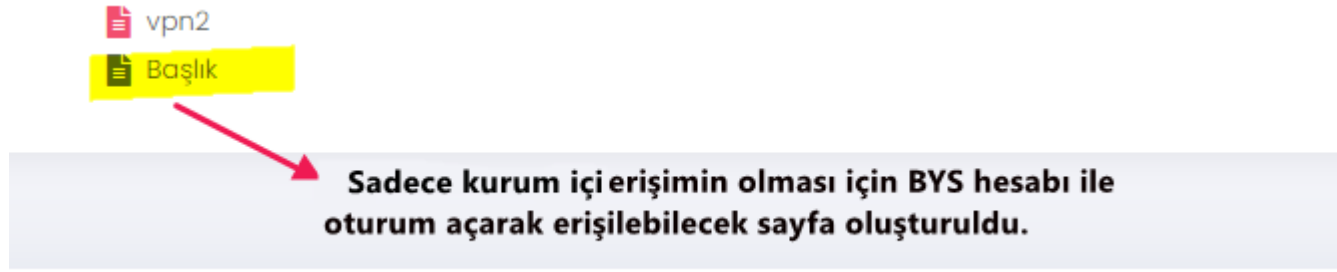 vpn2
Başlık
Sadece kurum içi erişimin olması için BYS hesabı ile
oturum açarak erişilebilecek sayfa oluşturuldu.